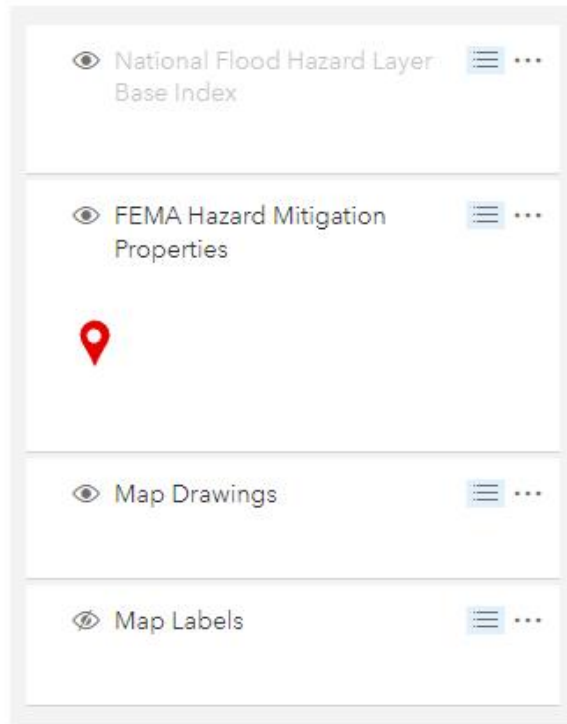 National Flood Hazard Layer
Base Index
FEMA Hazard Mitigation
Properties
Map Drawings
Map Labels